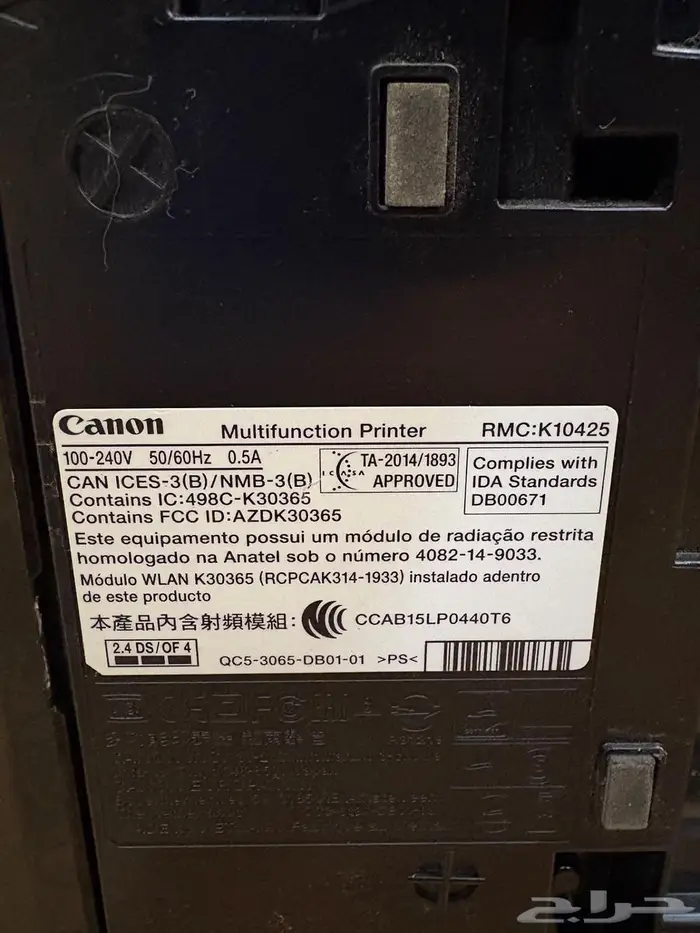 Canon Multifunction Printer RMC:K10425
100-240V 50/60Hz 0.5A
CAN ICES-3(B)/NMB-3(B)
Contains IC:498C-K30365
Contains FCC ID:AZDK30365
ICASA TA-2014/1893
APPROVED
Complies with
IDA Standards
DB00671
Este equipamento possui um módulo de radiação restrita
homologado na Anatel sob o número 4082-14-9033.
Módulo WLAN K30365 (RCPCAK314-1933) instalado adentro
de este producto
本產品內含射頻模組: CCAB15LP0440T6
2.4 DS/OF 4
QC5-3065-DB01-01 >PS<
حراج